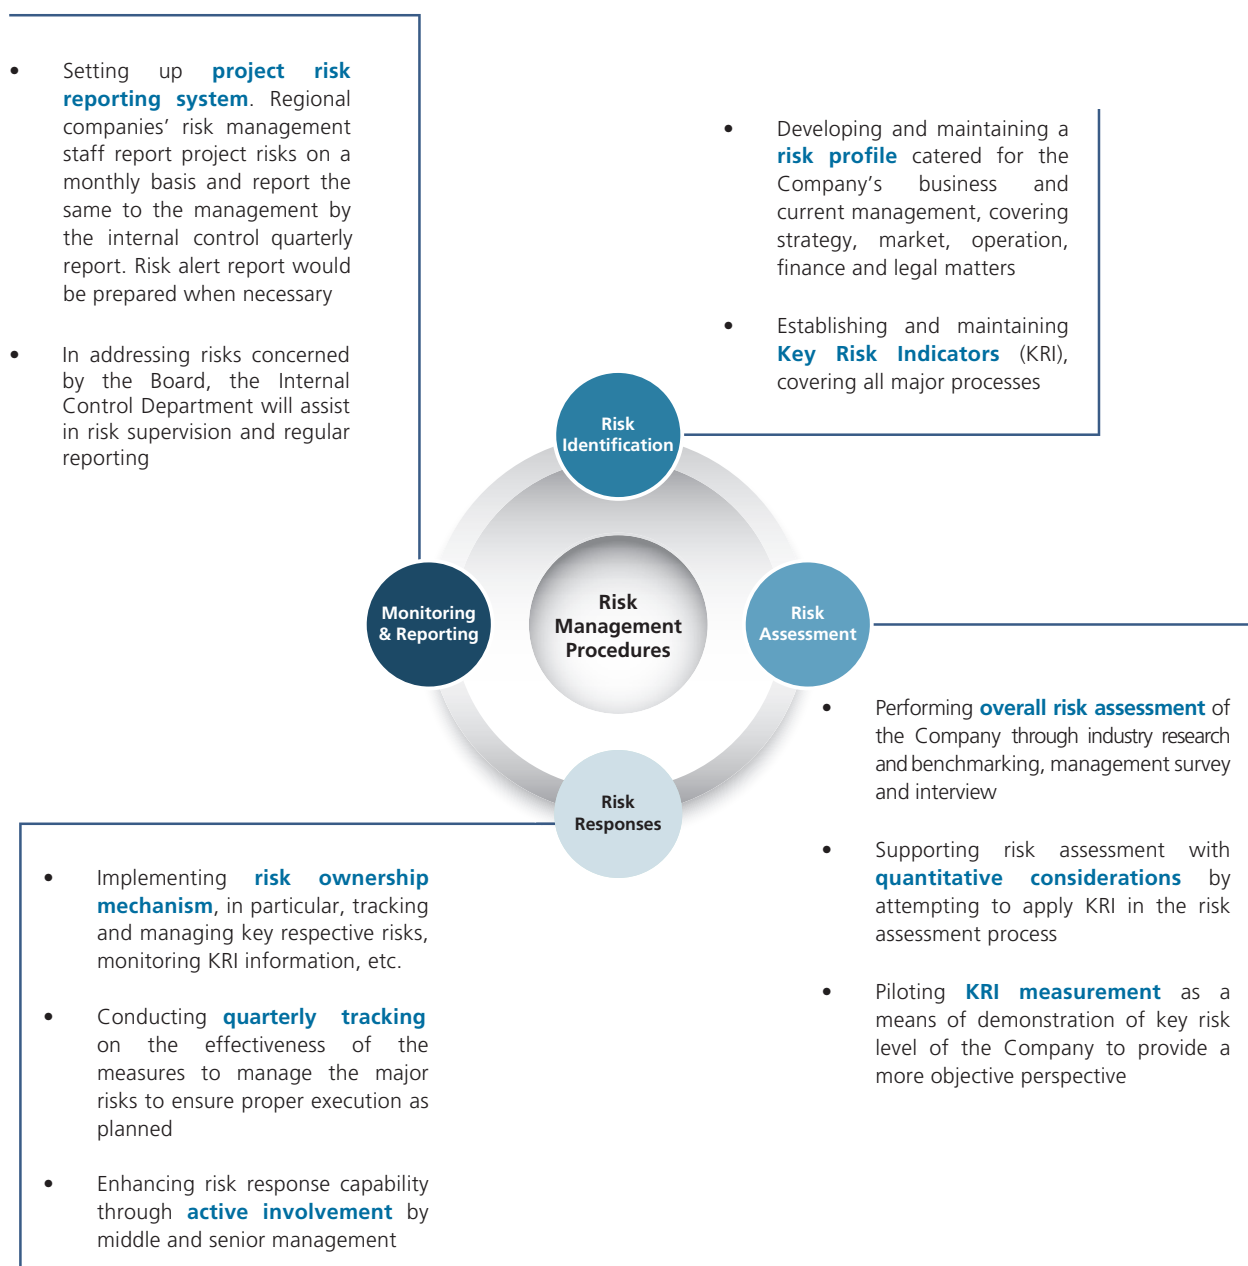 • Setting up project risk
reporting system. Regional
companies’ risk management
staff report project risks on a
monthly basis and report the
same to the management by
the internal control quarterly
report. Risk alert report would
be prepared when necessary
• In addressing risks concerned
by the Board, the Internal
Control Department will assist
in risk supervision and regular
reporting
• Developing and maintaining a
risk profile catered for the
Company’s business and
current management, covering
strategy, market, operation,
finance and legal matters
• Establishing and maintaining
Key Risk Indicators (KRI),
covering all major processes
Risk
Identification
Monitoring
& Reporting
Risk
Management
Procedures
Risk
Assessment
Risk
Responses
• Performing overall risk assessment of
the Company through industry research
and benchmarking, management survey
and interview
• Supporting risk assessment with
quantitative considerations by
attempting to apply KRI in the risk
assessment process
• Piloting KRI measurement as a
means of demonstration of key risk
level of the Company to provide a
more objective perspective
• Implementing risk ownership
mechanism, in particular, tracking
and managing key respective risks,
monitoring KRI information, etc.
• Conducting quarterly tracking
on the effectiveness of the
measures to manage the major
risks to ensure proper execution as
planned
• Enhancing risk response capability
through active involvement by
middle and senior management